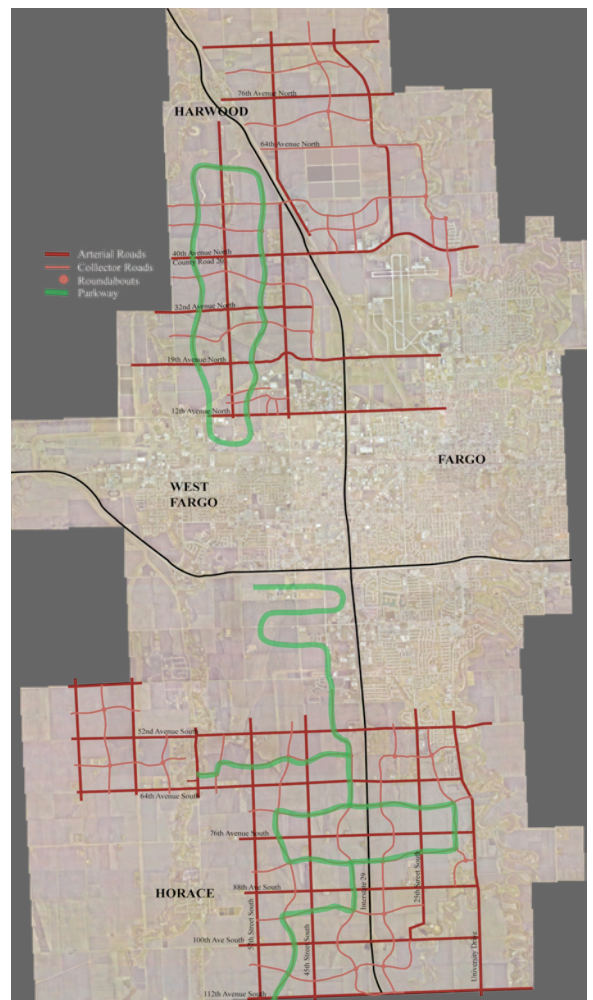 76th Avenue North
HARWOOD
64th Avenue North
Arterial Roads
Collector Roads
Roundabouts
Parkway
40th Avenue North
County Road 20
32nd Avenue North
19th Avenue North
12th Avenue North
FARGO
WEST
FARGO
52nd Avenue South
64th Avenue South
76th Avenue South
88th Ave South
HORACE
Interstate 29
25th Street South
45th Street South
100th Ave South
University Drive
112th Avenue South